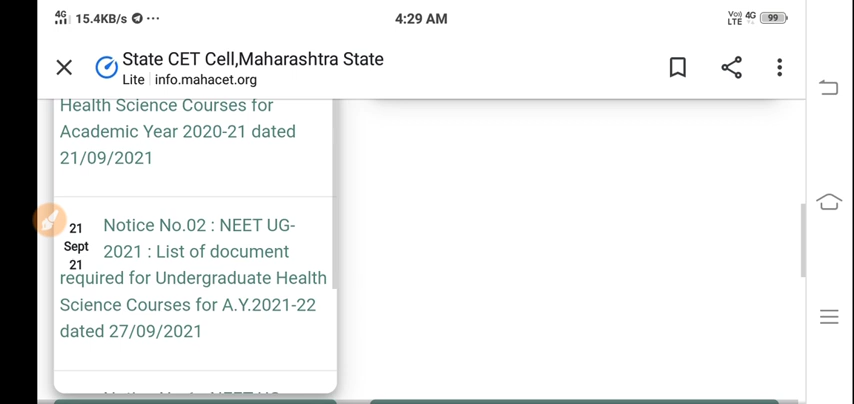 4G 15.4KB/s ··· 4:29 AM Vo) LTE 4G 99
State CET Cell,Maharashtra State
Lite info.mahacet.org
Health Science Courses for
Academic Year 2020-21 dated
21/09/2021
21 Sept 21
Notice No.02 : NEET UG-
2021 : List of document
required for Undergraduate Health
Science Courses for A.Y.2021-22
dated 27/09/2021